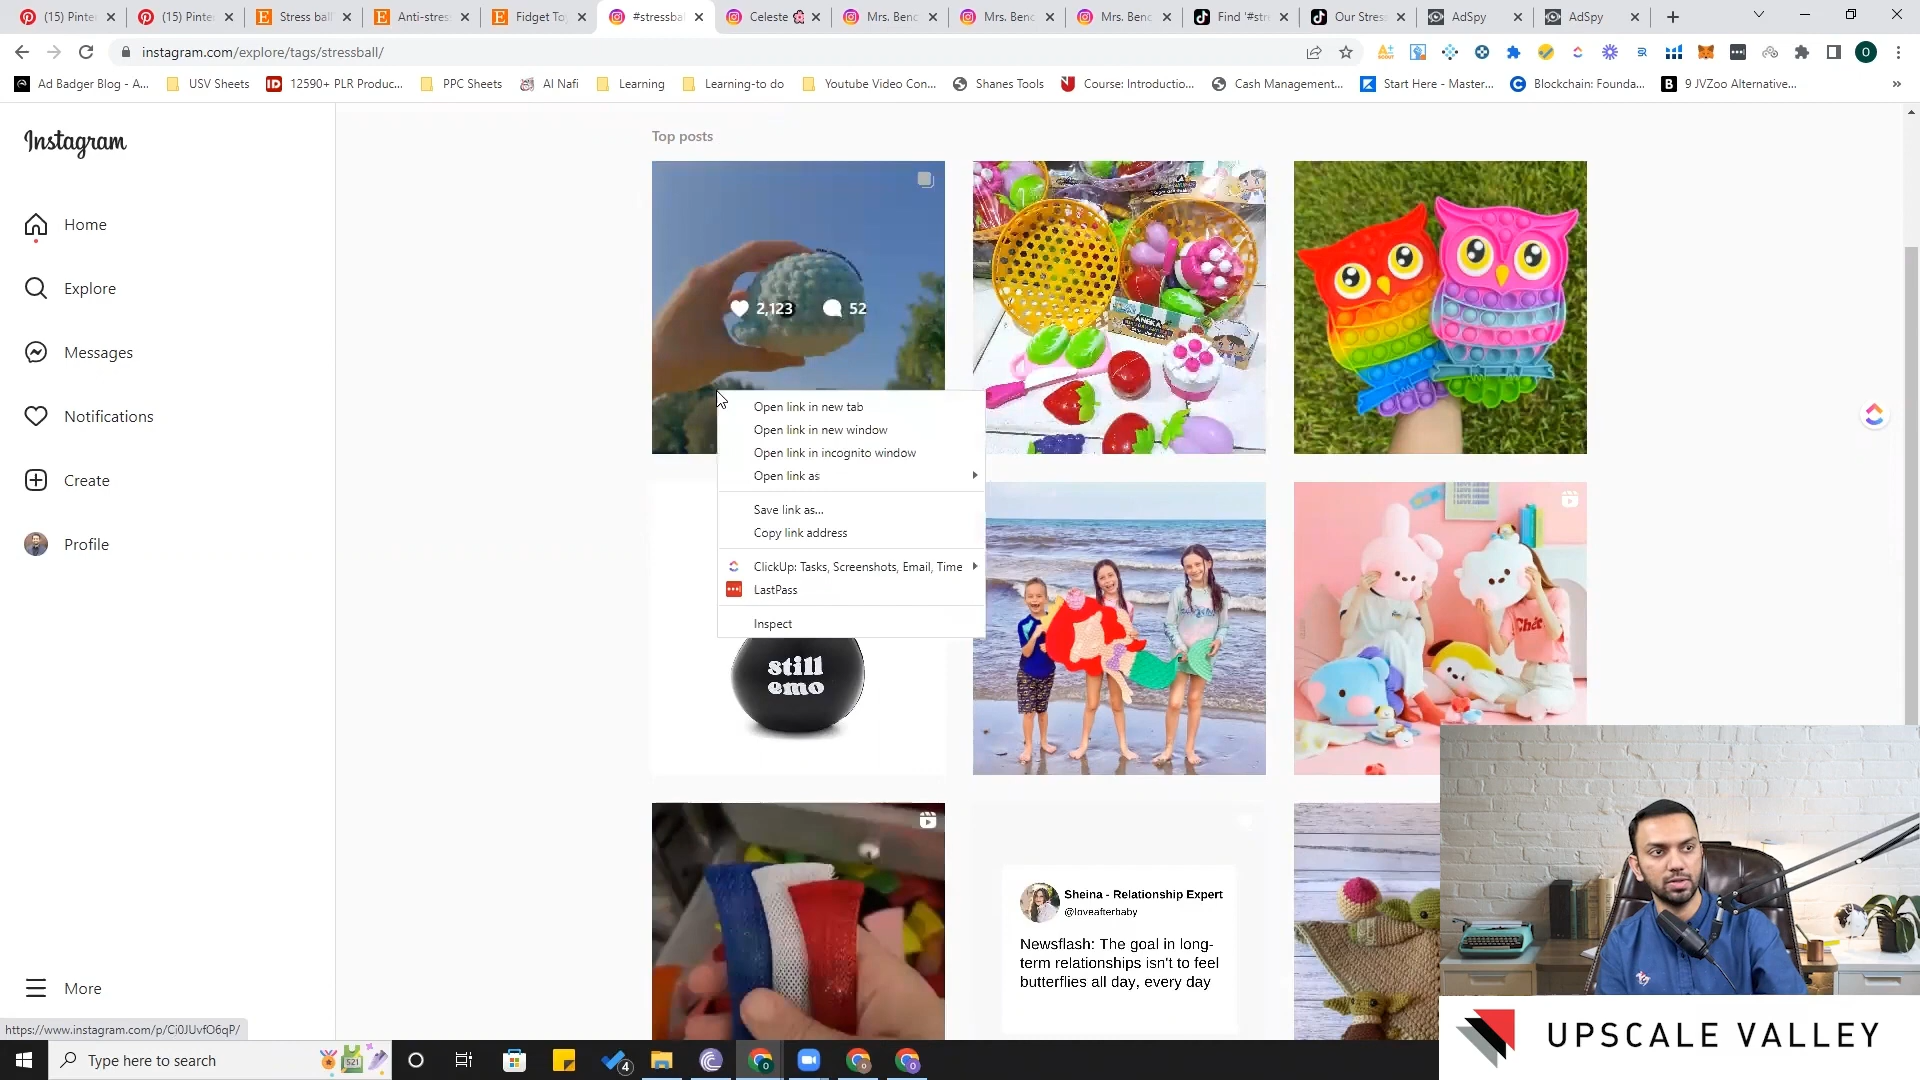 (15) Pinte
(15) Pinte
Stress ball
Anti-stres
Fidget To
#stressba
Celeste
Mrs. Benc
Mrs. Benc
Mrs. Benc
Find '#str
Our Stres
AdSpy
AdSpy
instagram.com/explore/tags/stressball/
Ad Badger Blog - A...
USV Sheets
12590+ PLR Produc...
PPC Sheets
Al Nafi
Learning
Learning-to do
Youtube Video Con...
Shanes Tools
Course: Introductio...
Cash Management...
Start Here - Master...
Blockchain: Founda...
9 JVZoo Alternative...
Instagram
Home
Explore
Messages
Notifications
Create
Profile
More
Top posts
2,123 52
Open link in new tab
Open link in new window
Open link in incognito window
Open link as
Save link as...
Copy link address
ClickUp: Tasks, Screenshots, Email, Time
LastPass
Inspect
still
emo
Sheina - Relationship Expert
@loveafterbaby
Newsflash: The goal in long-
term relationships isn't to feel
butterflies all day, every day
https://www.instagram.com/p/Ci0JUvfO6qP/
Type here to search
521
4
UPSCALE VALLEY